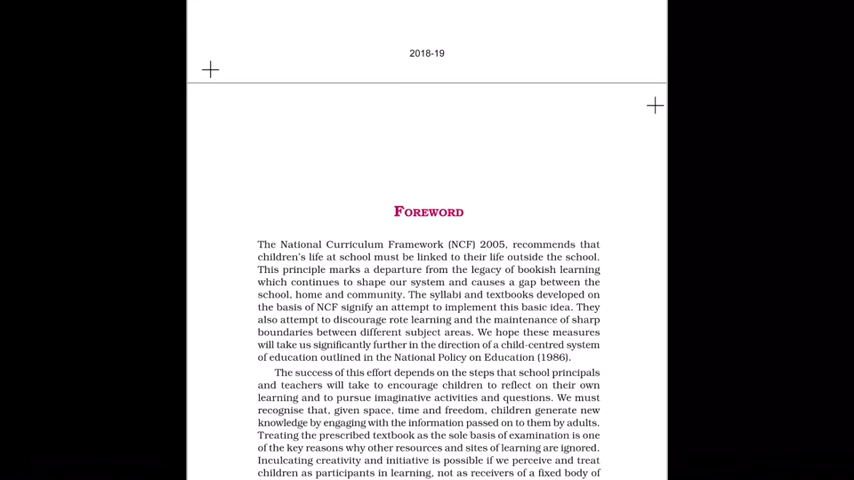 2018-19
FOREWORD
The National Curriculum Framework (NCF) 2005, recommends that
children's life at school must be linked to their life outside the school.
This principle marks a departure from the legacy of bookish learning
which continues to shape our system and causes a gap between the
school, home and community. The syllabi and textbooks developed on
the basis of NCF signify an attempt to implement this basic idea. They
also attempt to discourage rote learning and the maintenance of sharp
boundaries between different subject areas. We hope these measures
will take us significantly further in the direction of a child-centred system
of education outlined in the National Policy on Education (1986).
The success of this effort depends on the steps that school principals
and teachers will take to encourage children to reflect on their own
learning and to pursue imaginative activities and questions. We must
recognise that, given space, time and freedom, children generate new
knowledge by engaging with the information passed on to them by adults.
Treating the prescribed textbook as the sole basis of examination is one
of the key reasons why other resources and sites of learning are ignored.
Inculcating creativity and initiative is possible if we perceive and treat
children as participants in learning, not as receivers of a fixed body of